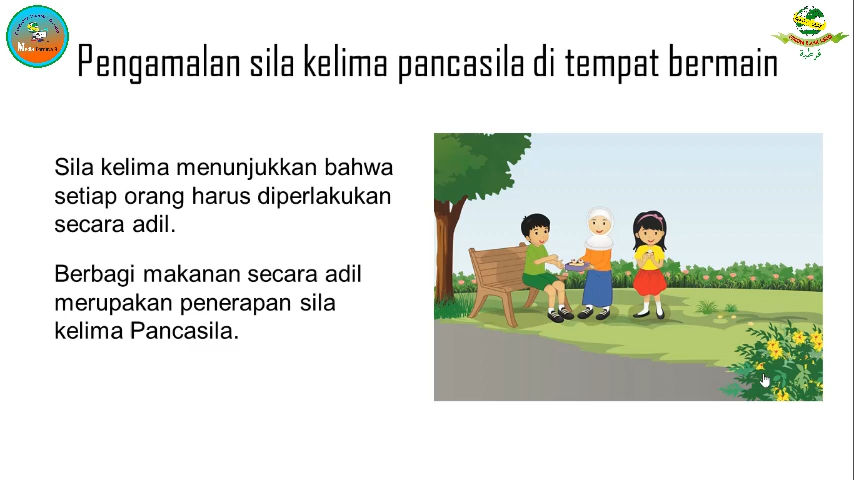 Pengamalan sila kelima pancasila di tempat bermain
Sila kelima menunjukkan bahwa
setiap orang harus diperlakukan
secara adil.
Berbagi makanan secara adil
merupakan penerapan sila
kelima Pancasila.